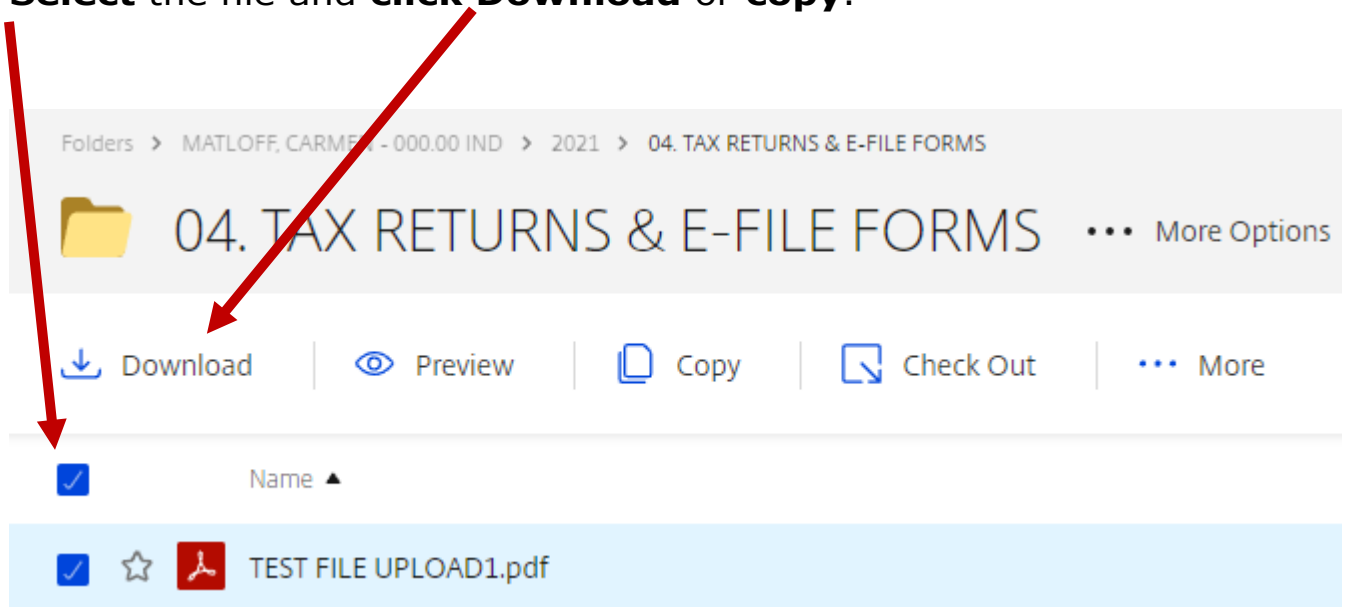 Select the file and Click Download or Copy.
Folders > MATLOFF, CARMEN - 000.00 IND > 2021 > 04. TAX RETURNS & E-FILE FORMS
04. TAX RETURNS & E-FILE FORMS ••• More Options
Download Preview Copy Check Out ••• More
Name ▲
TEST FILE UPLOAD1.pdf